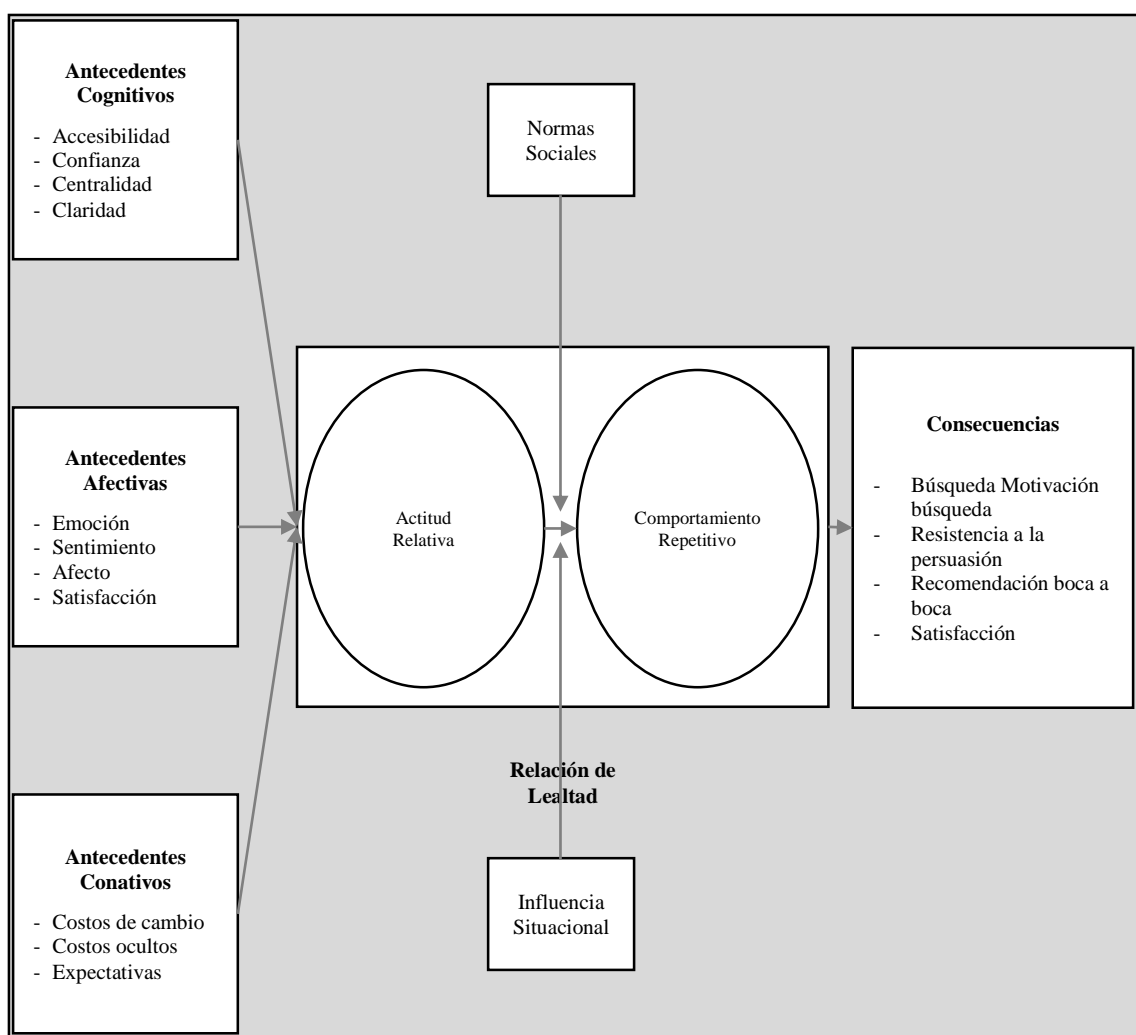 Antecedentes
Cognitivos
- Accesibilidad
- Confianza
- Centralidad
- Claridad
Normas
Sociales
Antecedentes
Afectivas
- Emoción
- Sentimiento
- Afecto
- Satisfacción
Actitud
Relativa
Comportamiento
Repetitivo
Consecuencias
- Búsqueda Motivación
búsqueda
- Resistencia a la
persuasión
- Recomendación boca a
boca
- Satisfacción
Relación de
Lealtad
Antecedentes
Conativos
- Costos de cambio
- Costos ocultos
- Expectativas
Influencia
Situacional